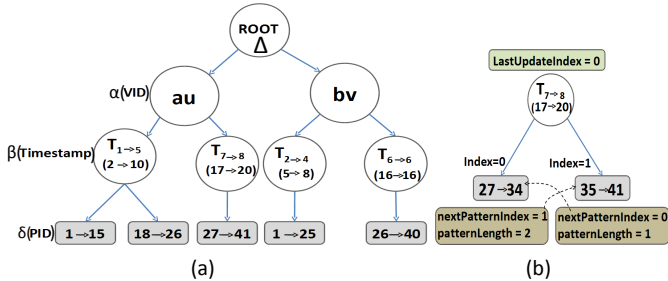 ROOT
Δ
α(VID)
au
bv
β(Timestamp)
T1→5
(2→10)
T7→8
(17→20)
T2→4
(5→8)
T6→6
(16→16)
δ(PID)
1→15
18→26
27→41
1→25
26→40
(a)
LastUpdateIndex = 0
T7→8
(17→20)
Index=0
Index=1
27→34
35→41
nextPatternIndex = 1
patternLength = 2
nextPatternIndex = 0
patternLength = 1
(b)